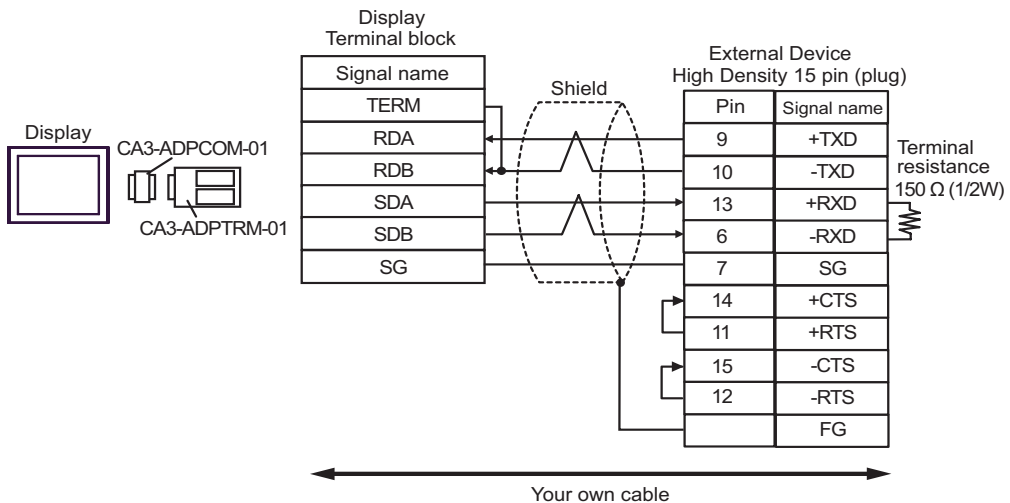 Display
Terminal block
Signal name
TERM
RDA
RDB
SDA
SDB
SG
Shield
External Device
High Density 15 pin (plug)
Pin Signal name
9 +TXD
10 -TXD
13 +RXD
6 -RXD
7 SG
14 +CTS
11 +RTS
15 -CTS
12 -RTS
FG
Terminal
resistance
150 Ω (1/2W)
Display
CA3-ADPCOM-01
CA3-ADPTRM-01
Your own cable